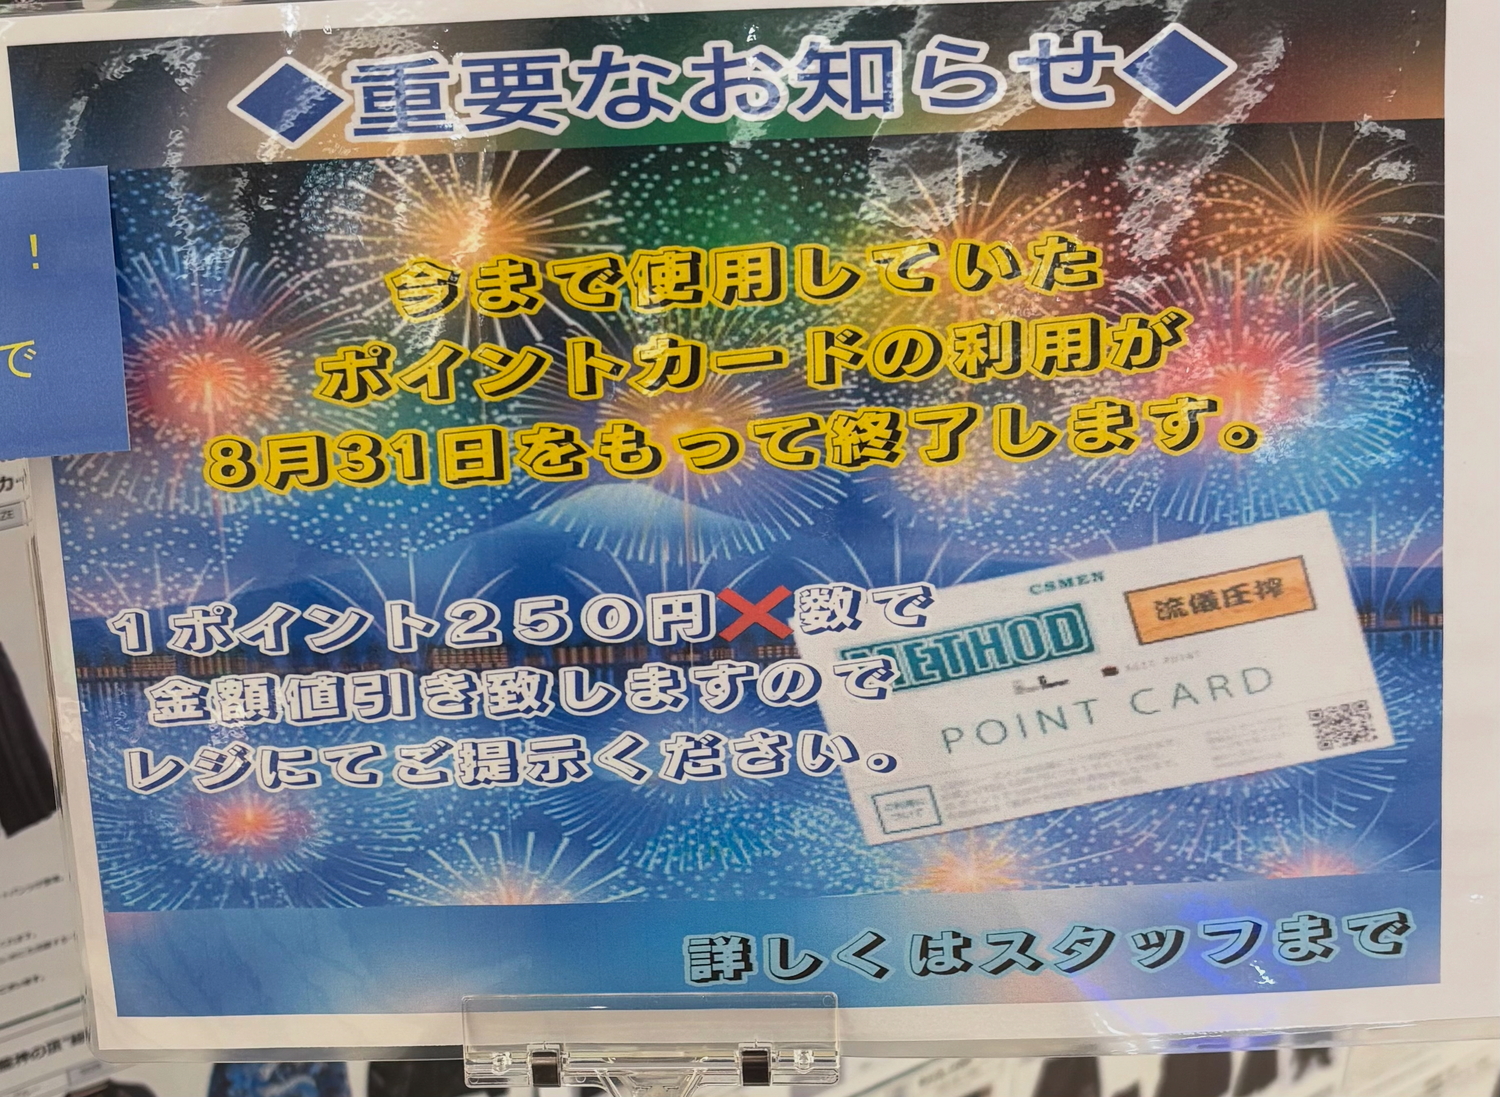 ◆重要なお知らせ◆
！
で
今まで使用していた
ポイントカードの利用が
8月31日をもって終了します。
1ポイント250円❌数で
金額値引き致しますので
レジにてご提示ください。
CSMEN
METHOD
流儀圧搾
POINT CARD
詳しくはスタッフまで